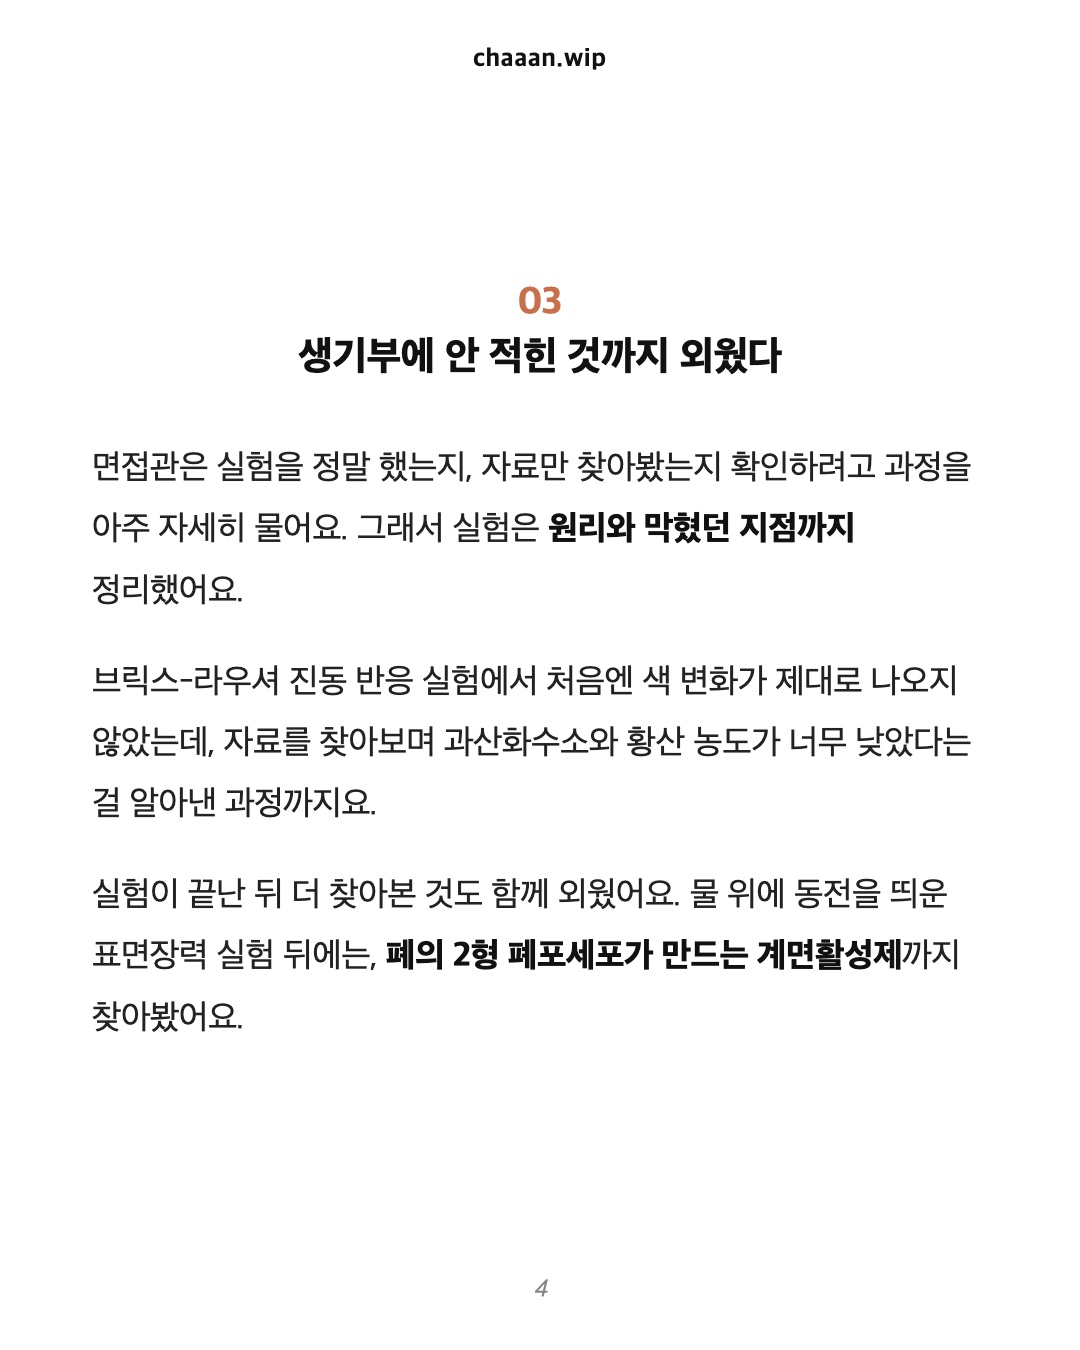 chaaan.wip
03
생기부에 안 적힌 것까지 외웠다
면접관은 실험을 정말 했는지, 자료만 찾아봤는지 확인하려고 과정을
아주 자세히 물어요. 그래서 실험은 원리와 막혔던 지점까지
정리했어요.
브릭스-라우셔 진동 반응 실험에서 처음엔 색 변화가 제대로 나오지
않았는데, 자료를 찾아보며 과산화수소와 황산 농도가 너무 낮았다는
걸 알아낸 과정까지요.
실험이 끝난 뒤 더 찾아본 것도 함께 외웠어요. 물 위에 동전을 띄운
표면장력 실험 뒤에는, 폐의 2형 폐포세포가 만드는 계면활성제까지
찾아봤어요.
4